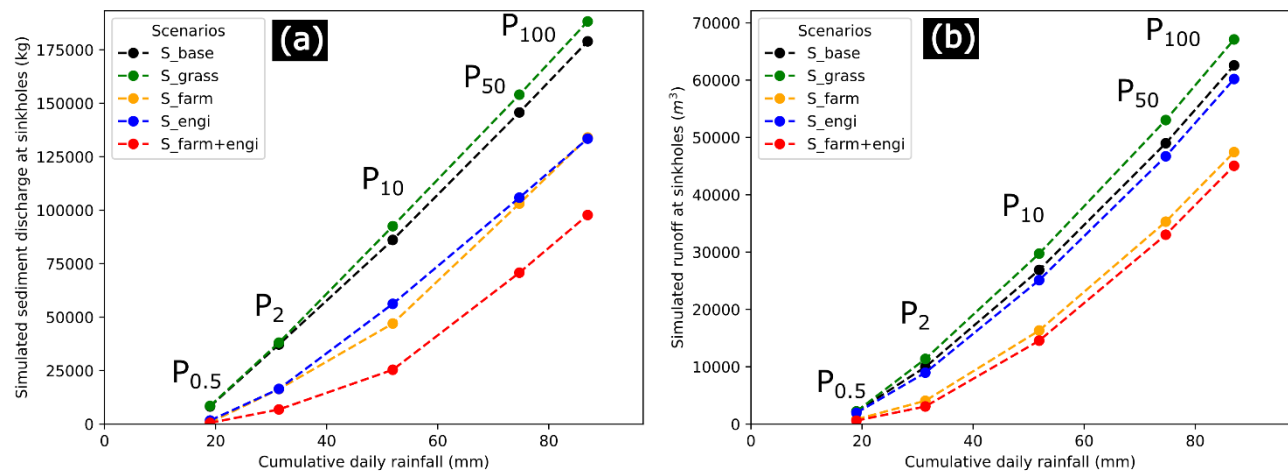 (a)
Scenarios
S_base
S_grass
S_farm
S_engi
S_farm+engi
P0.5
P2
P10
P50
P100
175000
150000
125000
100000
75000
50000
25000
0
0 20 40 60 80
Simulated sediment discharge at sinkholes (kg)
Cumulative daily rainfall (mm)
(b)
Scenarios
S_base
S_grass
S_farm
S_engi
S_farm+engi
P0.5
P2
P10
P50
P100
70000
60000
50000
40000
30000
20000
10000
0
0 20 40 60 80
Simulated runoff at sinkholes (m³)
Cumulative daily rainfall (mm)